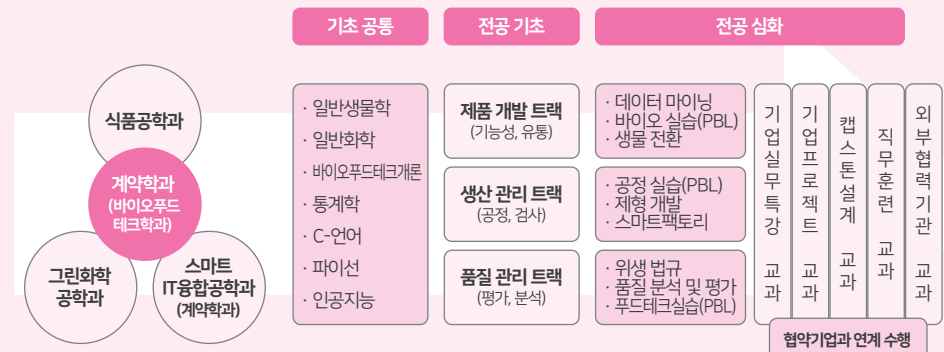 기초 공통
전공 기초
전공 심화
식품공학과
계약학과
(바이오푸드
테크학과)
그린화학
공학과
스마트
IT융합공학과
(계약학과)
· 일반생물학
· 일반화학
· 바이오푸드테크개론
· 통계학
· C-언어
· 파이선
· 인공지능
제품 개발 트랙
(기능성, 유통)
생산 관리 트랙
(공정, 검사)
품질 관리 트랙
(평가, 분석)
· 데이터 마이닝
· 바이오 실습(PBL)
· 생물 전환
· 공정 실습(PBL)
· 제형 개발
· 스마트팩토리
· 위생 법규
· 품질 분석 및 평가
· 푸드테크실습(PBL)
기업실무특강 교과
기업프로젝트 교과
캡스톤설계 교과
직무훈련 교과
외부협력기관 교과
협약기업과 연계 수행